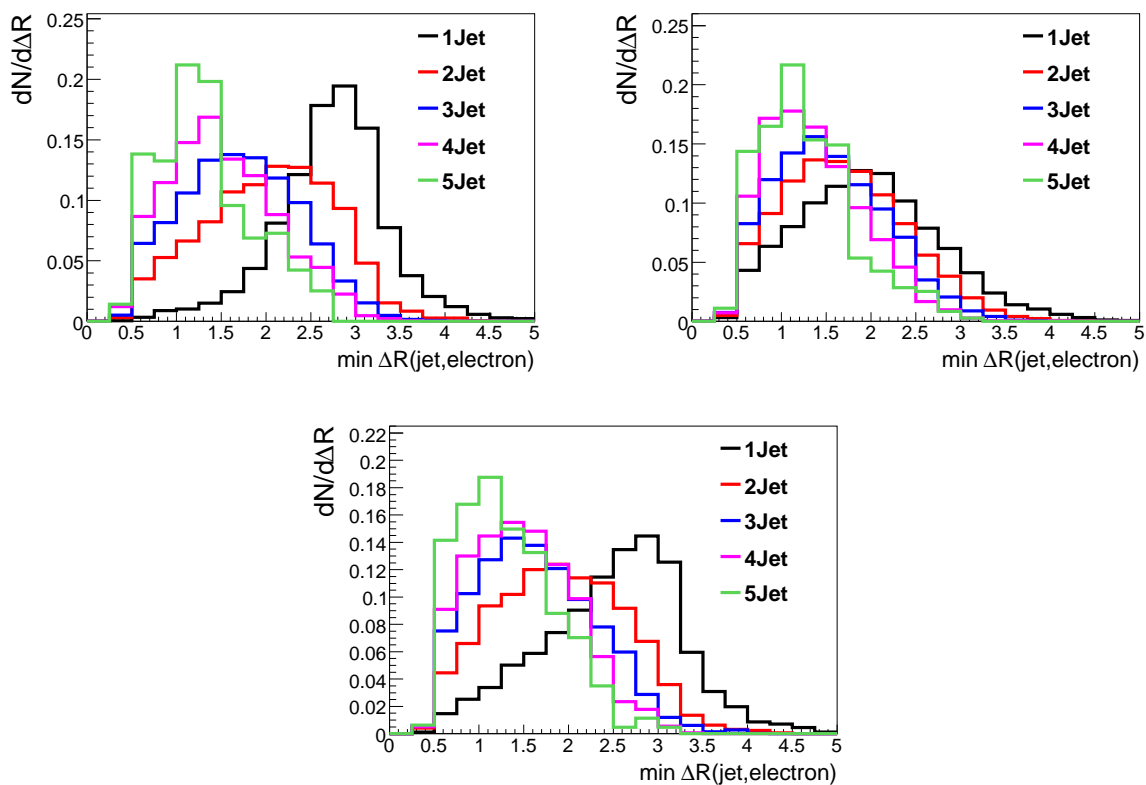 dN/dΔR
0.25
0.2
0.15
0.1
0.05
0
0 0.5 1 1.5 2 2.5 3 3.5 4 4.5 5
min ΔR(jet,electron)
1Jet
2Jet
3Jet
4Jet
5Jet
dN/dΔR
0.25
0.2
0.15
0.1
0.05
0
0 0.5 1 1.5 2 2.5 3 3.5 4 4.5 5
min ΔR(jet,electron)
1Jet
2Jet
3Jet
4Jet
5Jet
dN/dΔR
0.22
0.2
0.18
0.16
0.14
0.12
0.1
0.08
0.06
0.04
0.02
0
0 0.5 1 1.5 2 2.5 3 3.5 4 4.5 5
min ΔR(jet,electron)
1Jet
2Jet
3Jet
4Jet
5Jet